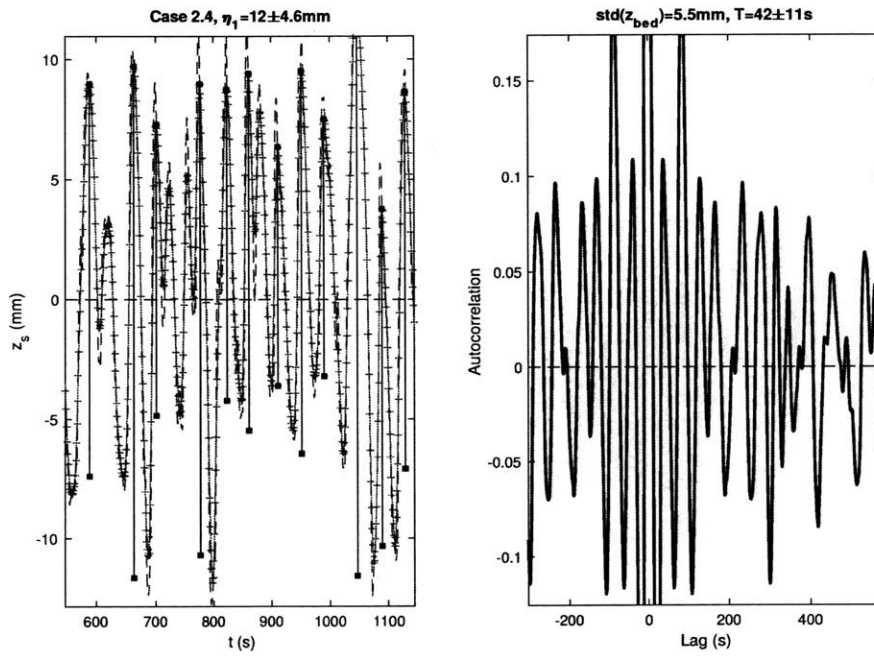 Case 2.4, η1=12±4.6mm
10
5
0
-5
-10
z_s (mm)
600 700 800 900 1000 1100
t (s)
std(z_bed)=5.5mm, T=42±11s
0.15
0.1
0.05
0
-0.05
-0.1
Autocorrelation
-200 0 200 400
Lag (s)